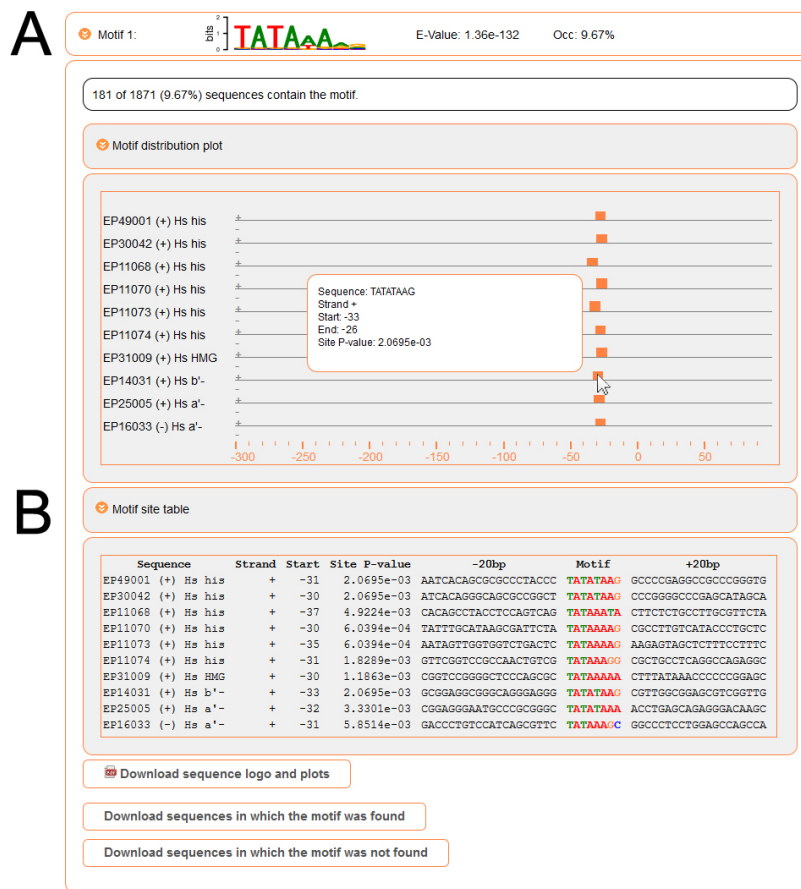 A
Motif 1:
bits
2
1
0
TATAAA
E-Value: 1.36e-132
Occ: 9.67%
181 of 1871 (9.67%) sequences contain the motif.
Motif distribution plot
EP49001 (+) Hs his
+
-
EP30042 (+) Hs his
+
-
EP11068 (+) Hs his
+
-
EP11070 (+) Hs his
+
-
EP11073 (+) Hs his
+
-
EP11074 (+) Hs his
+
-
EP31009 (+) Hs HMG
+
-
EP14031 (+) Hs b'-
+
-
EP25005 (+) Hs a'-
+
-
EP16033 (-) Hs a'-
+
-
Sequence: TATATAAG
Strand +
Start: -33
End: -26
Site P-value: 2.0695e-03
-300 -250 -200 -150 -100 -50 0 50
B
Motif site table
Sequence Strand Start Site P-value -20bp Motif +20bp
EP49001 (+) Hs his + -31 2.0695e-03 AATCACAGCGCGCCCTACCC TATATAAG GCCCCGAGGCCGCCCGGGTG
EP30042 (+) Hs his + -30 2.0695e-03 ATCACAGGGCAGCGCCGGCT TATATAAG CCCGGGGCCCGAGCATAGCA
EP11068 (+) Hs his + -37 4.9224e-03 CACAGCCTACCTCCAGTCAG TATAAATA CTTCTCTGCCTTGCGTTCTA
EP11070 (+) Hs his + -30 6.0394e-04 TATTTGCATAAGCGATTCTA TATAAAAG CGCCTTGTCATACCCTGCTC
EP11073 (+) Hs his + -35 6.0394e-04 AATAGTTGGTGGTCTGACTC TATAAAAG AAGAGTAGCTCTTTCCTTTC
EP11074 (+) Hs his + -31 1.8289e-03 GTTCGGTCCGCCAACTGTCG TATAAAGG CGCTGCCTCAGGCCAGAGGC
EP31009 (+) Hs HMG + -30 1.1863e-03 CGGTCCGGGCTCCCAGCGC TATAAAAA CTTTATAAACCCCCCGGAGC
EP14031 (+) Hs b'- + -33 2.0695e-03 GCGGAGGCGGGCAGGGAGGG TATATAAG CGTTGGCGGAGCGTCGGTTG
EP25005 (+) Hs a'- + -32 3.3301e-03 CGGAGGGAATGCCCGCGGGC TATATAAA ACCTGAGCAGAGGGACAAGC
EP16033 (-) Hs a'- + -31 5.8514e-03 GACCCTGTCCATCAGCGTTC TATAAAGC GGCCCTCCTGGAGCCAGCCA
Download sequence logo and plots
Download sequences in which the motif was found
Download sequences in which the motif was not found